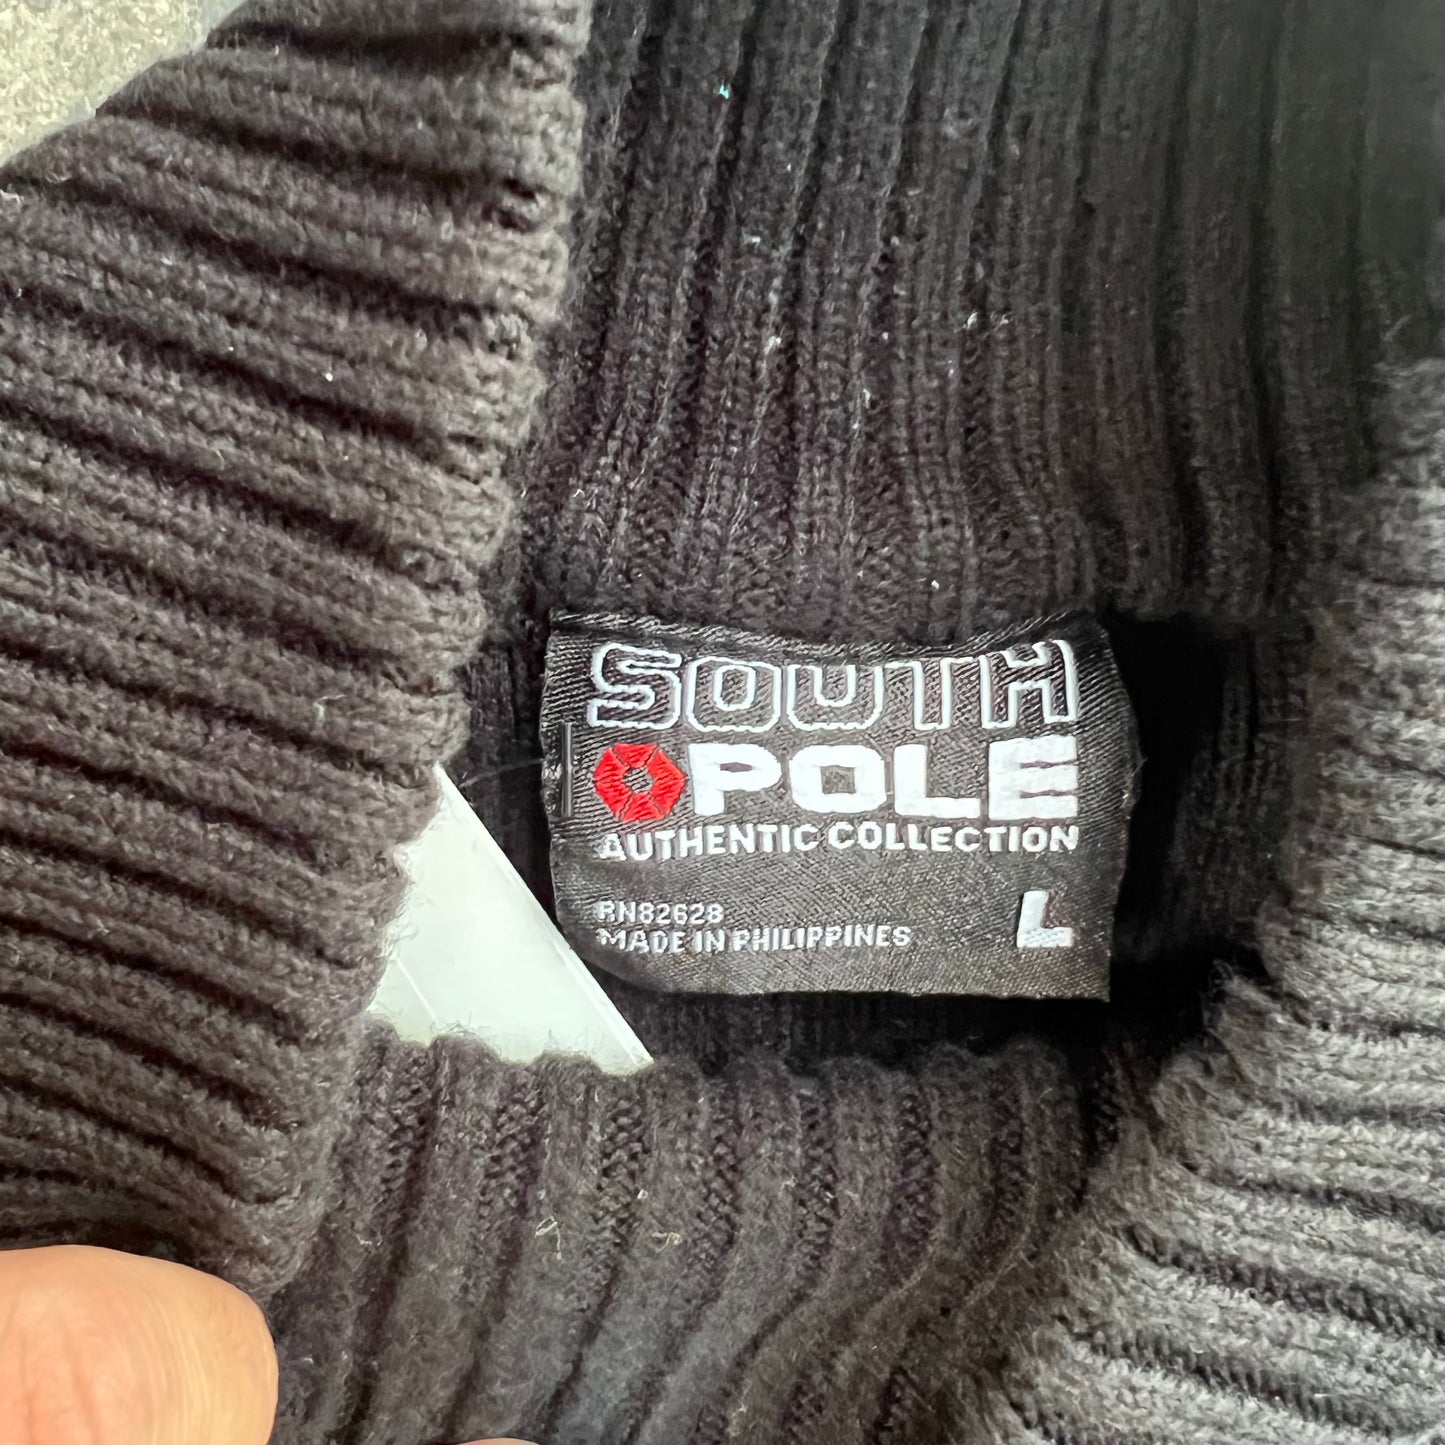 SOUTH
POLE
AUTHENTIC COLLECTION
RN82628
MADE IN PHILIPPINES
L